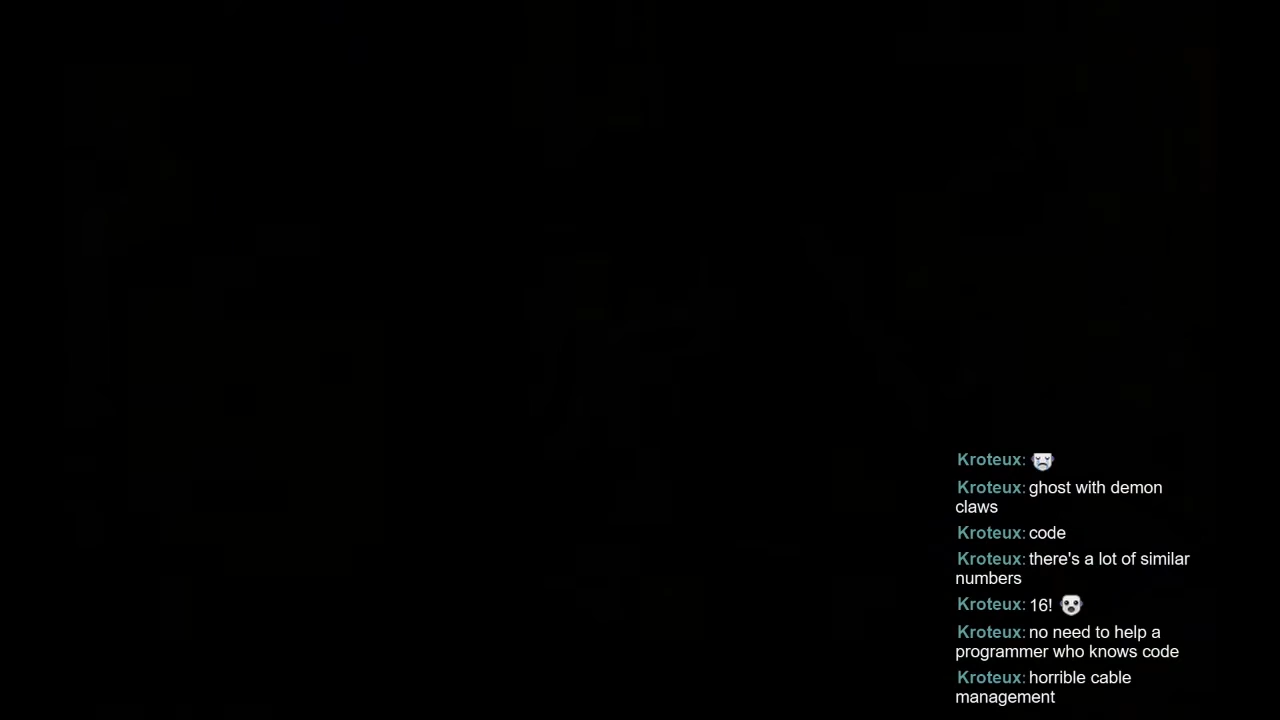 Kroteux:
Kroteux: ghost with demon
claws
Kroteux: code
Kroteux: there's a lot of similar
numbers
Kroteux: 16!
Kroteux: no need to help a
programmer who knows code
Kroteux: horrible cable
management